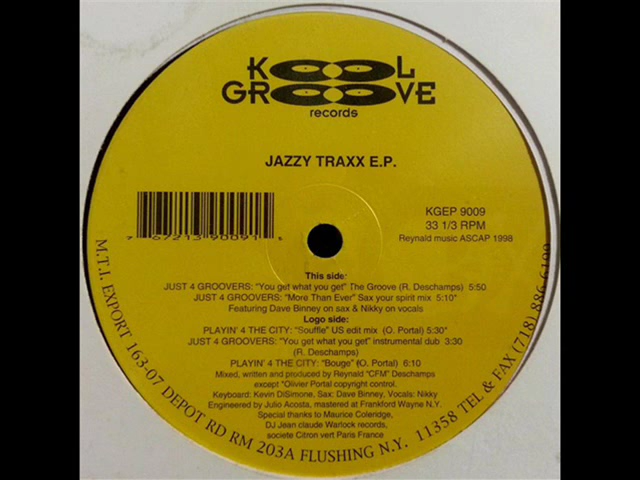 KOOL
GROOVE
records
JAZZY TRAXX E.P.
KGEP 9009
33 1/3 RPM
Reynald music ASCAP 1998
7 67213 90091 6
This side:
JUST 4 GROOVERS: "You get what you get" The Groove (R. Deschamps) 5:50
JUST 4 GROOVERS: "More Than Ever" Sax your spirit mix 5:10*
Featuring Dave Binney on sax & Nikky on vocals
Logo side:
PLAYIN' 4 THE CITY: "Souffle" US edit mix (O. Portal) 5:30*
JUST 4 GROOVERS: "You get what you get" instrumental dub 3:30
(R. Deschamps)
PLAYIN' 4 THE CITY: "Bouge" (O. Portal) 6:10
Mixed, written and produced by Reynald "CFM" Deschamps
except *Olivier Portal copyright control.
Keyboard: Kevin DiSimone, Sax: Dave Binney, Vocals: Nikky
Engineered by Julio Acosta, mastered at Frankford Wayne N.Y.
Special thanks to Maurice Coleridge,
DJ Jean claude Warlock records,
societe Citron vert Paris France
M.T.I. EXPORT 163-07 DEPOT RD RM 203A FLUSHING N.Y. 11358 TEL & FAX (718) 886-6199